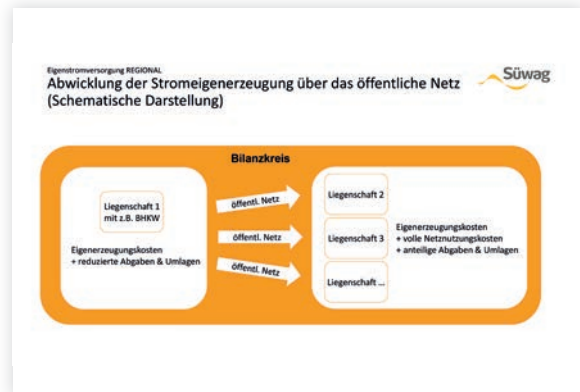 Eigenstromversorgung REGIONAL
Abwicklung der Stromeigenerzeugung über das öffentliche Netz
(Schematische Darstellung)
Süwag
Bilanzkreis
Liegenschaft 1
mit z.B. BHKW
Eigenerzeugungskosten
+ reduzierte Abgaben & Umlagen
öffentl. Netz
öffentl. Netz
öffentl. Netz
Liegenschaft 2
Liegenschaft 3
Liegenschaft ...
Eigenerzeugungskosten
+ volle Netznutzungskosten
+ anteilige Abgaben & Umlagen